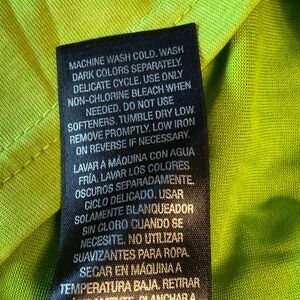 MACHINE WASH COLD. WASH
DARK COLORS SEPARATELY.
DELICATE CYCLE. USE ONLY
NON-CHLORINE BLEACH WHEN
NEEDED. DO NOT USE
SOFTENERS. TUMBLE DRY LOW.
REMOVE PROMPTLY. LOW IRON
ON REVERSE IF NECESSARY.
LAVAR A MÁQUINA CON AGUA
FRÍA. LAVAR LOS COLORES
OSCUROS SEPARADAMENTE.
CICLO DELICADO. USAR
SOLAMENTE BLANQUEADOR
SIN CLORO CUANDO SE
NECESITE. NO UTILIZAR
SUAVIZANTES PARA ROPA.
SECAR EN MÁQUINA A
TEMPERATURA BAJA. RETIRAR
PLANCHAR A